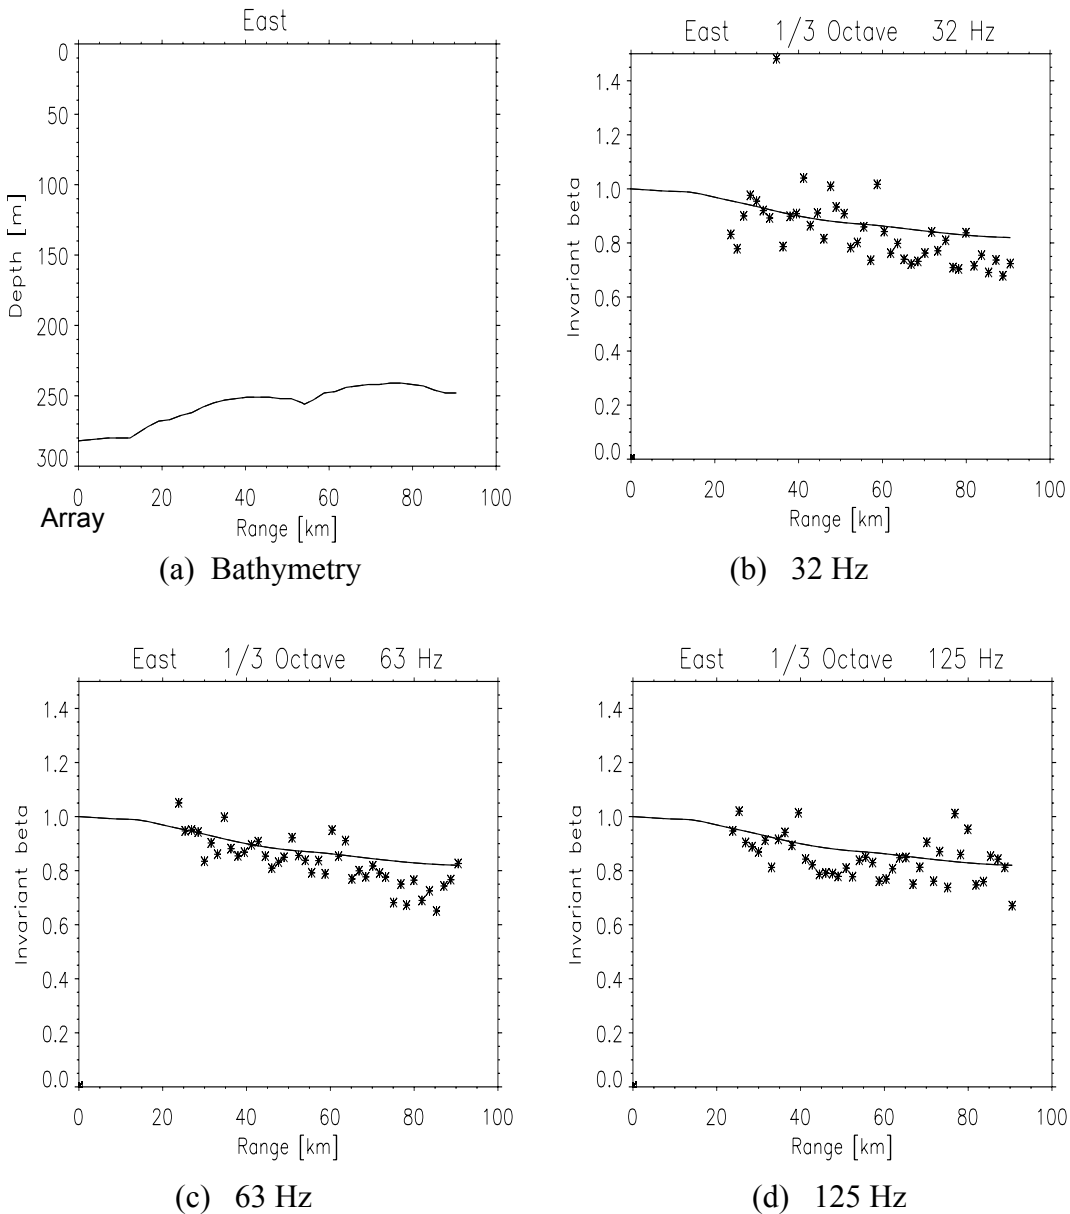 East
0
50
100
150
200
250
300
Depth [m]
0 20 40 60 80 100
Array
Range [km]
(a) Bathymetry
East 1/3 Octave 32 Hz
1.4
1.2
1.0
0.8
0.6
0.4
0.2
0.0
Invariant beta
0 20 40 60 80 100
Range [km]
(b) 32 Hz
East 1/3 Octave 63 Hz
1.4
1.2
1.0
0.8
0.6
0.4
0.2
0.0
Invariant beta
0 20 40 60 80 100
Range [km]
(c) 63 Hz
East 1/3 Octave 125 Hz
1.4
1.2
1.0
0.8
0.6
0.4
0.2
0.0
Invariant beta
0 20 40 60 80 100
Range [km]
(d) 125 Hz